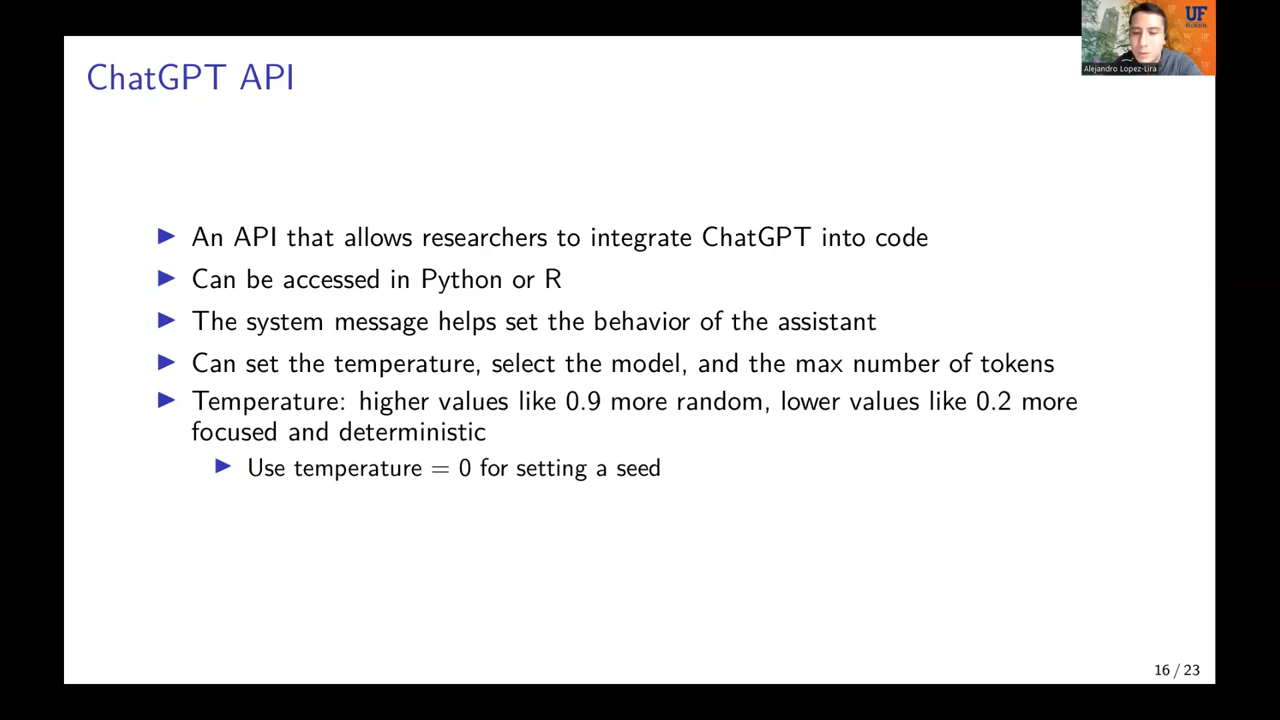 ChatGPT API
UF
FLORIDA
Alejandro Lopez-Lira
▶ An API that allows researchers to integrate ChatGPT into code
▶ Can be accessed in Python or R
▶ The system message helps set the behavior of the assistant
▶ Can set the temperature, select the model, and the max number of tokens
▶ Temperature: higher values like 0.9 more random, lower values like 0.2 more
focused and deterministic
▶ Use temperature = 0 for setting a seed
16 / 23